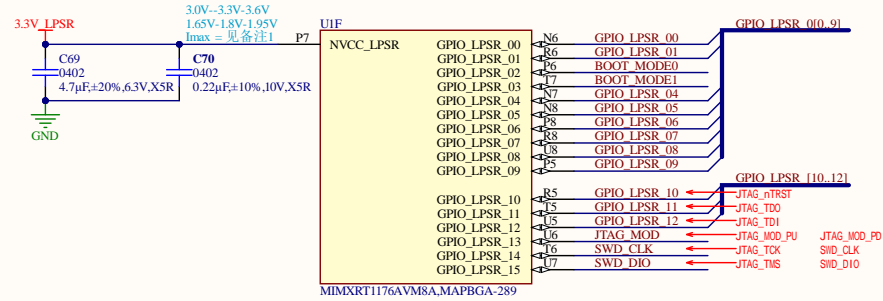 3.0V--3.3V-3.6V
1.65V-1.8V-1.95V
Imax = 见备注1
3.3V_LPSR
P7
U1F
NVCC_LPSR
C69
0402
4.7μF,±20%,6.3V,X5R
C70
0402
0.22μF,±10%,10V,X5R
GND
GPIO_LPSR_0[0..9]
GPIO_LPSR_00 N6 GPIO_LPSR_00
GPIO_LPSR_01 R6 GPIO_LPSR_01
GPIO_LPSR_02 P6 BOOT_MODE0
GPIO_LPSR_03 T7 BOOT_MODE1
GPIO_LPSR_04 N7 GPIO_LPSR_04
GPIO_LPSR_05 N8 GPIO_LPSR_05
GPIO_LPSR_06 P8 GPIO_LPSR_06
GPIO_LPSR_07 R8 GPIO_LPSR_07
GPIO_LPSR_08 U8 GPIO_LPSR_08
GPIO_LPSR_09 P5 GPIO_LPSR_09
GPIO_LPSR_[10..12]
GPIO_LPSR_10 R5 GPIO_LPSR_10 JTAG_nTRST
GPIO_LPSR_11 T5 GPIO_LPSR_11 JTAG_TDO
GPIO_LPSR_12 U5 GPIO_LPSR_12 JTAG_TDI
GPIO_LPSR_13 U6 JTAG_MOD JTAG_MOD_PU JTAG_MOD_PD
GPIO_LPSR_14 T6 SWD_CLK JTAG_TCK SWD_CLK
GPIO_LPSR_15 U7 SWD_DIO JTAG_TMS SWD_DIO
MIMXRT1176AVM8A,MAPBGA-289